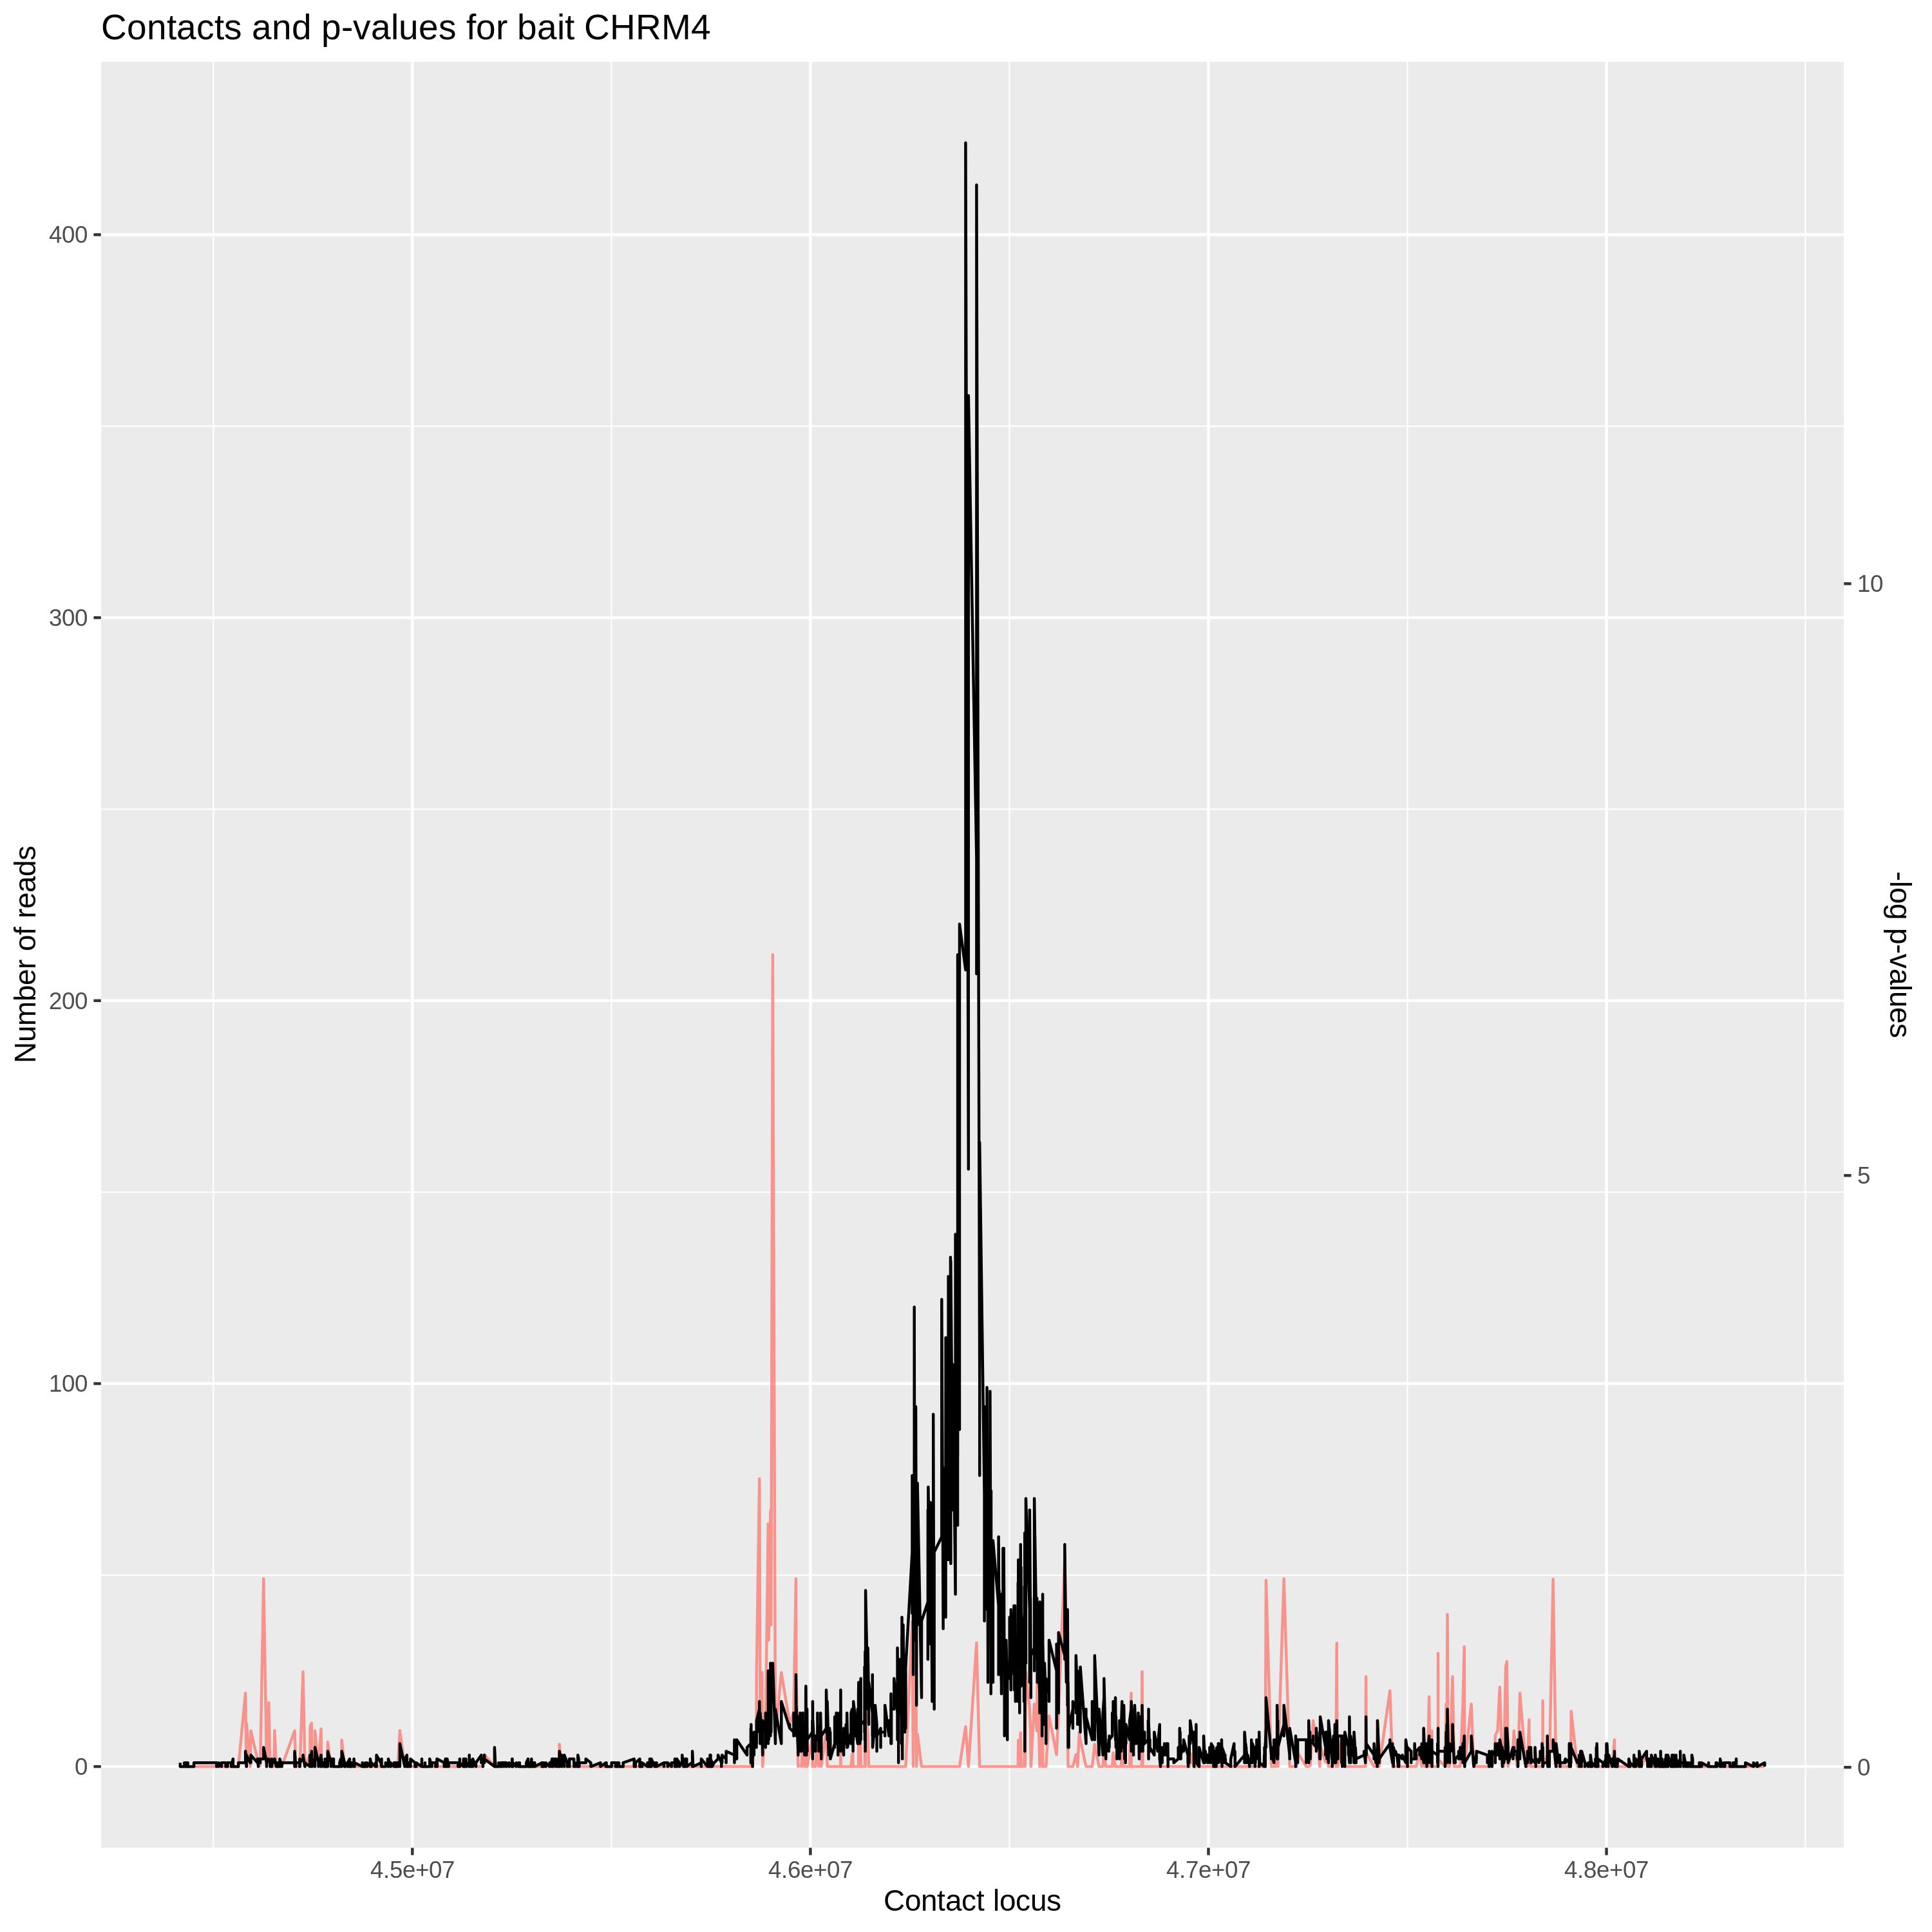 Contacts and p-values for bait CHRM4
400
300
200
100
0
Number of reads
10
5
0
-log p-values
4.5e+07
4.6e+07
4.7e+07
4.8e+07
Contact locus